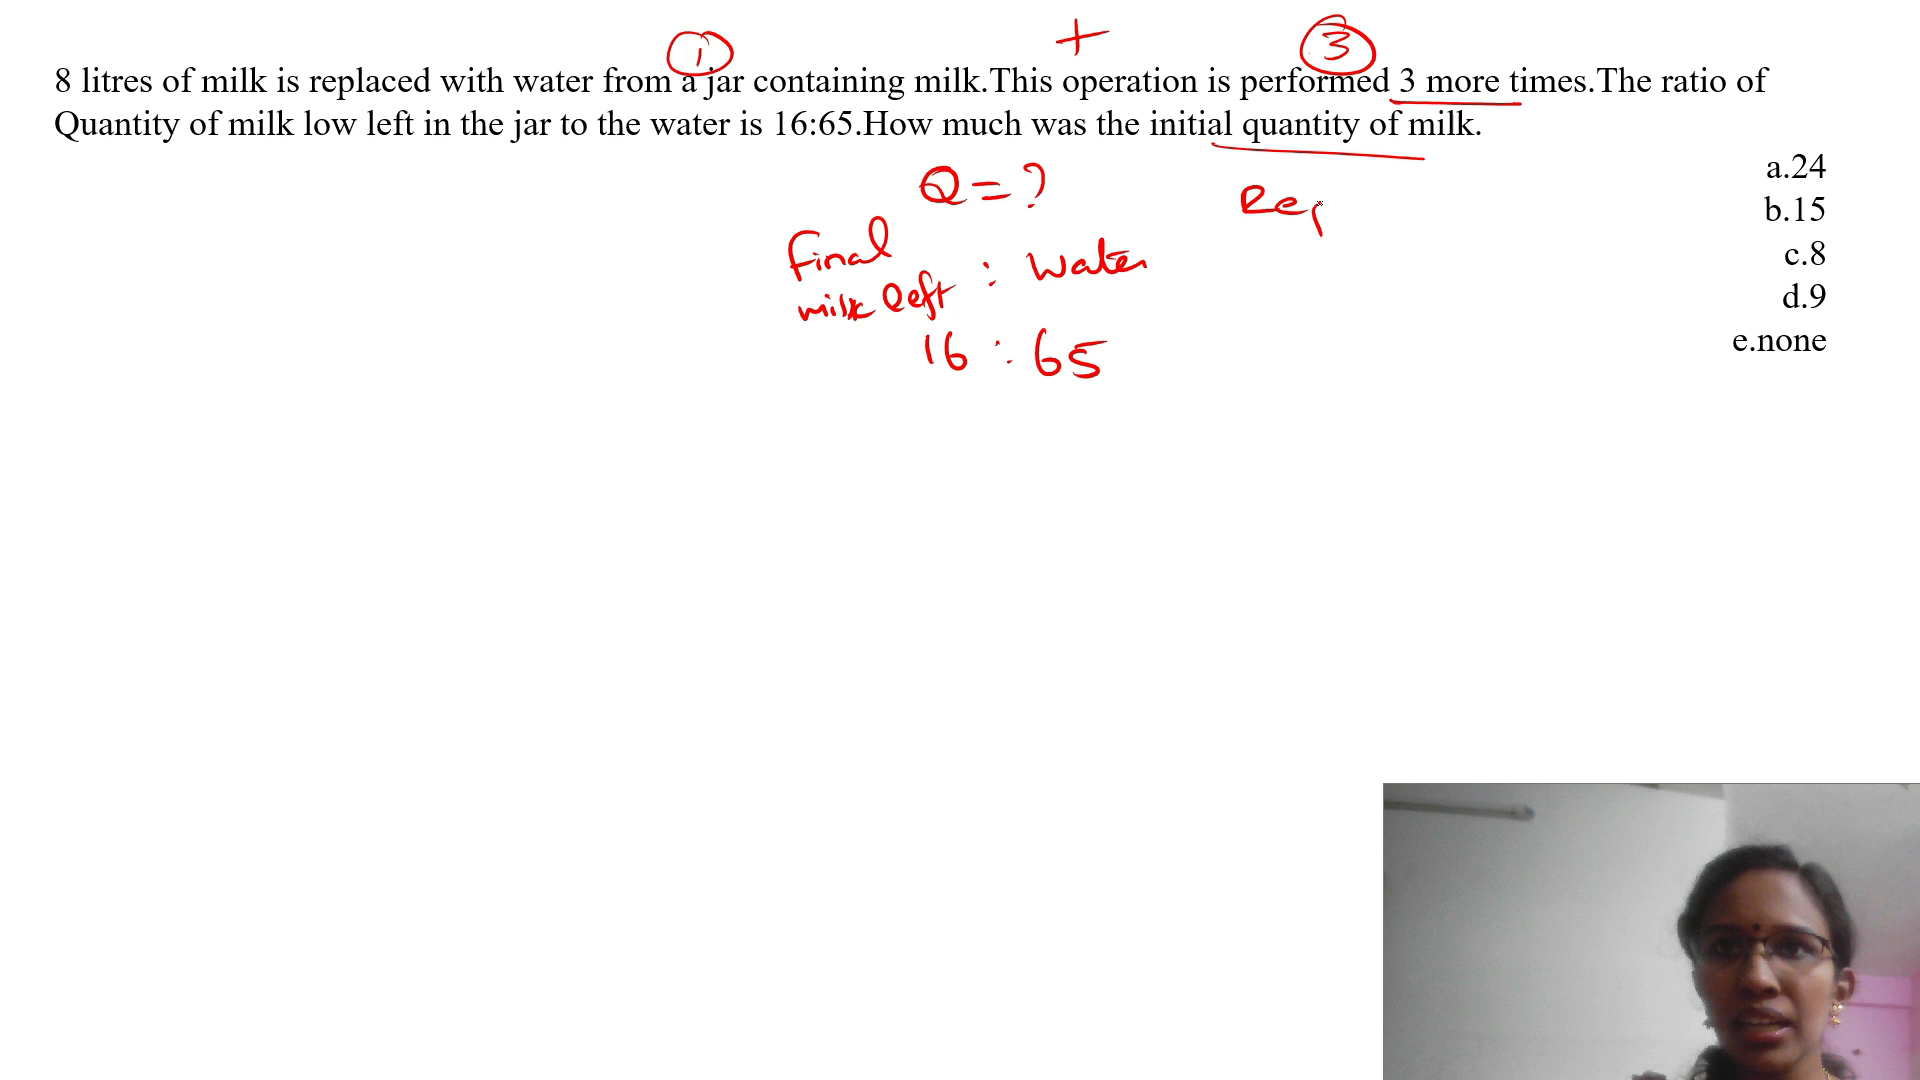 1 + 3
8 litres of milk is replaced with water from a jar containing milk.This operation is performed 3 more times.The ratio of
Quantity of milk low left in the jar to the water is 16:65.How much was the initial quantity of milk.
a.24
Q = ?
Rep
b.15
Final
milk left : Water
c.8
d.9
16 : 65
e.none